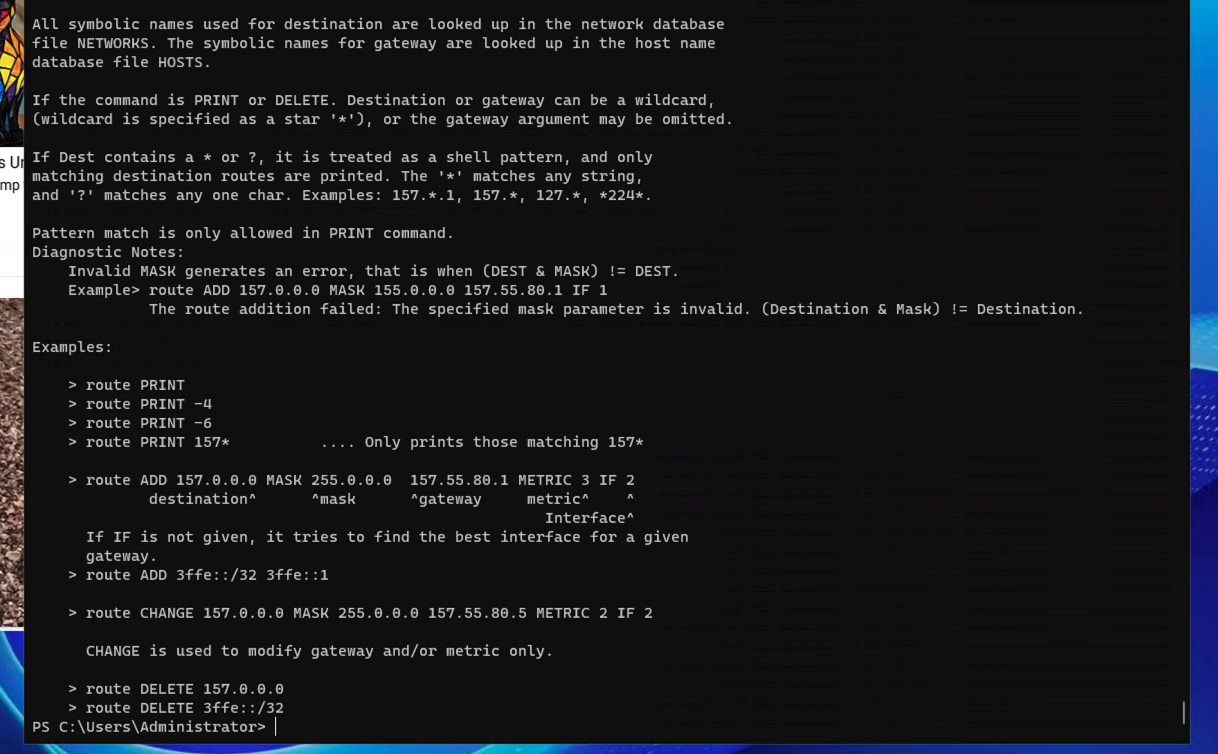 All symbolic names used for destination are looked up in the network database
file NETWORKS. The symbolic names for gateway are looked up in the host name
database file HOSTS.

If the command is PRINT or DELETE. Destination or gateway can be a wildcard,
(wildcard is specified as a star '*'), or the gateway argument may be omitted.

If Dest contains a * or ?, it is treated as a shell pattern, and only
matching destination routes are printed. The '*' matches any string,
and '?' matches any one char. Examples: 157.*.1, 157.*, 127.*, *224*.

Pattern match is only allowed in PRINT command.
Diagnostic Notes:
    Invalid MASK generates an error, that is when (DEST & MASK) != DEST.
    Example> route ADD 157.0.0.0 MASK 155.0.0.0 157.55.80.1 IF 1
             The route addition failed: The specified mask parameter is invalid. (Destination & Mask) != Destination.

Examples:

    > route PRINT
    > route PRINT -4
    > route PRINT -6
    > route PRINT 157*          .... Only prints those matching 157*

    > route ADD 157.0.0.0 MASK 255.0.0.0  157.55.80.1 METRIC 3 IF 2
             destination^      ^mask      ^gateway     metric^    ^
                                                         Interface^
      If IF is not given, it tries to find the best interface for a given
      gateway.
    > route ADD 3ffe::/32 3ffe::1

    > route CHANGE 157.0.0.0 MASK 255.0.0.0 157.55.80.5 METRIC 2 IF 2

      CHANGE is used to modify gateway and/or metric only.

    > route DELETE 157.0.0.0
    > route DELETE 3ffe::/32
PS C:\Users\Administrator>